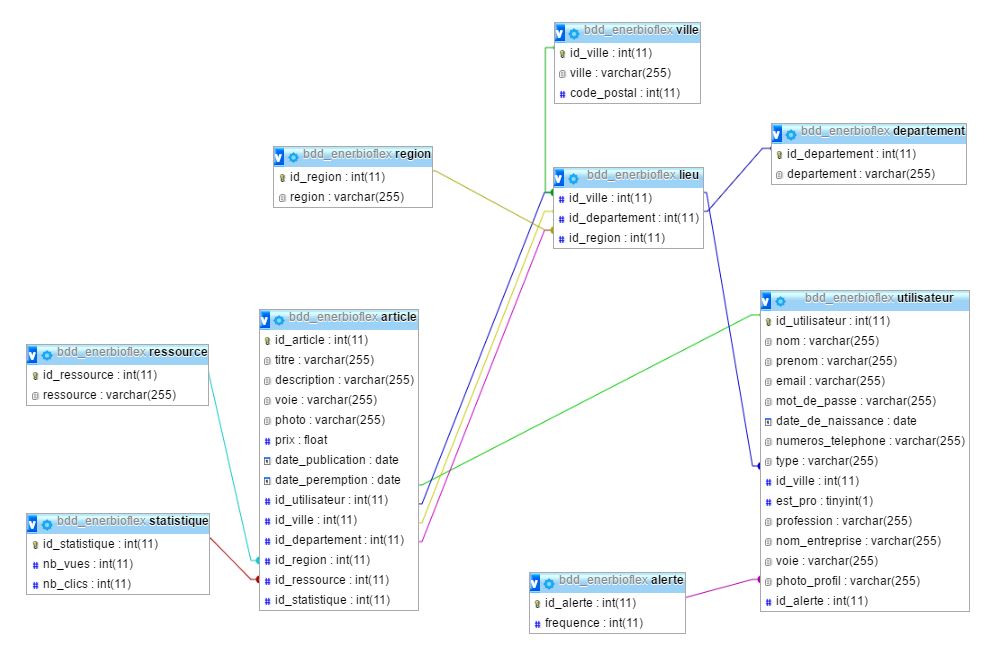 bdd_enerbioflex ville
id_ville : int(11)
ville : varchar(255)
code_postal : int(11)
bdd_enerbioflex departement
id_departement : int(11)
departement : varchar(255)
bdd_enerbioflex region
id_region : int(11)
region : varchar(255)
bdd_enerbioflex lieu
id_ville : int(11)
id_departement : int(11)
id_region : int(11)
bdd_enerbioflex utilisateur
id_utilisateur : int(11)
nom : varchar(255)
prenom : varchar(255)
email : varchar(255)
mot_de_passe : varchar(255)
date_de_naissance : date
numeros_telephone : varchar(255)
type : varchar(255)
id_ville : int(11)
est_pro : tinyint(1)
profession : varchar(255)
nom_entreprise : varchar(255)
voie : varchar(255)
photo_profil : varchar(255)
id_alerte : int(11)
bdd_enerbioflex article
id_article : int(11)
titre : varchar(255)
description : varchar(255)
voie : varchar(255)
photo : varchar(255)
prix : float
date_publication : date
date_peremption : date
id_utilisateur : int(11)
id_ville : int(11)
id_departement : int(11)
id_region : int(11)
id_ressource : int(11)
id_statistique : int(11)
bdd_enerbioflex ressource
id_ressource : int(11)
ressource : varchar(255)
bdd_enerbioflex statistique
id_statistique : int(11)
nb_vues : int(11)
nb_clics : int(11)
bdd_enerbioflex alerte
id_alerte : int(11)
frequence : int(11)